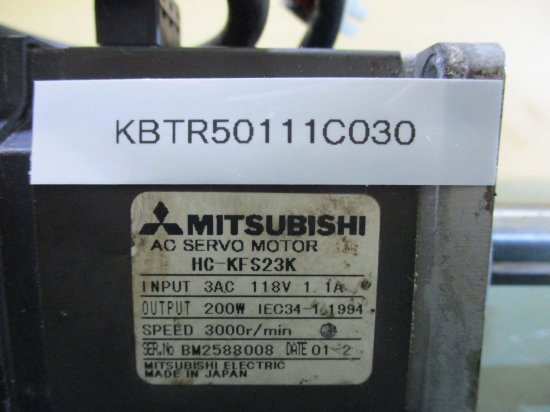 KBTR50111C030
MITSUBISHI
AC SERVO MOTOR
HC-KFS23K
INPUT 3AC 118V 1.1A
OUTPUT 200W IEC34-1 1994
SPEED 3000r/min
SER.No BM2588008 DATE 01-2
MITSUBISHI ELECTRIC
MADE IN JAPAN